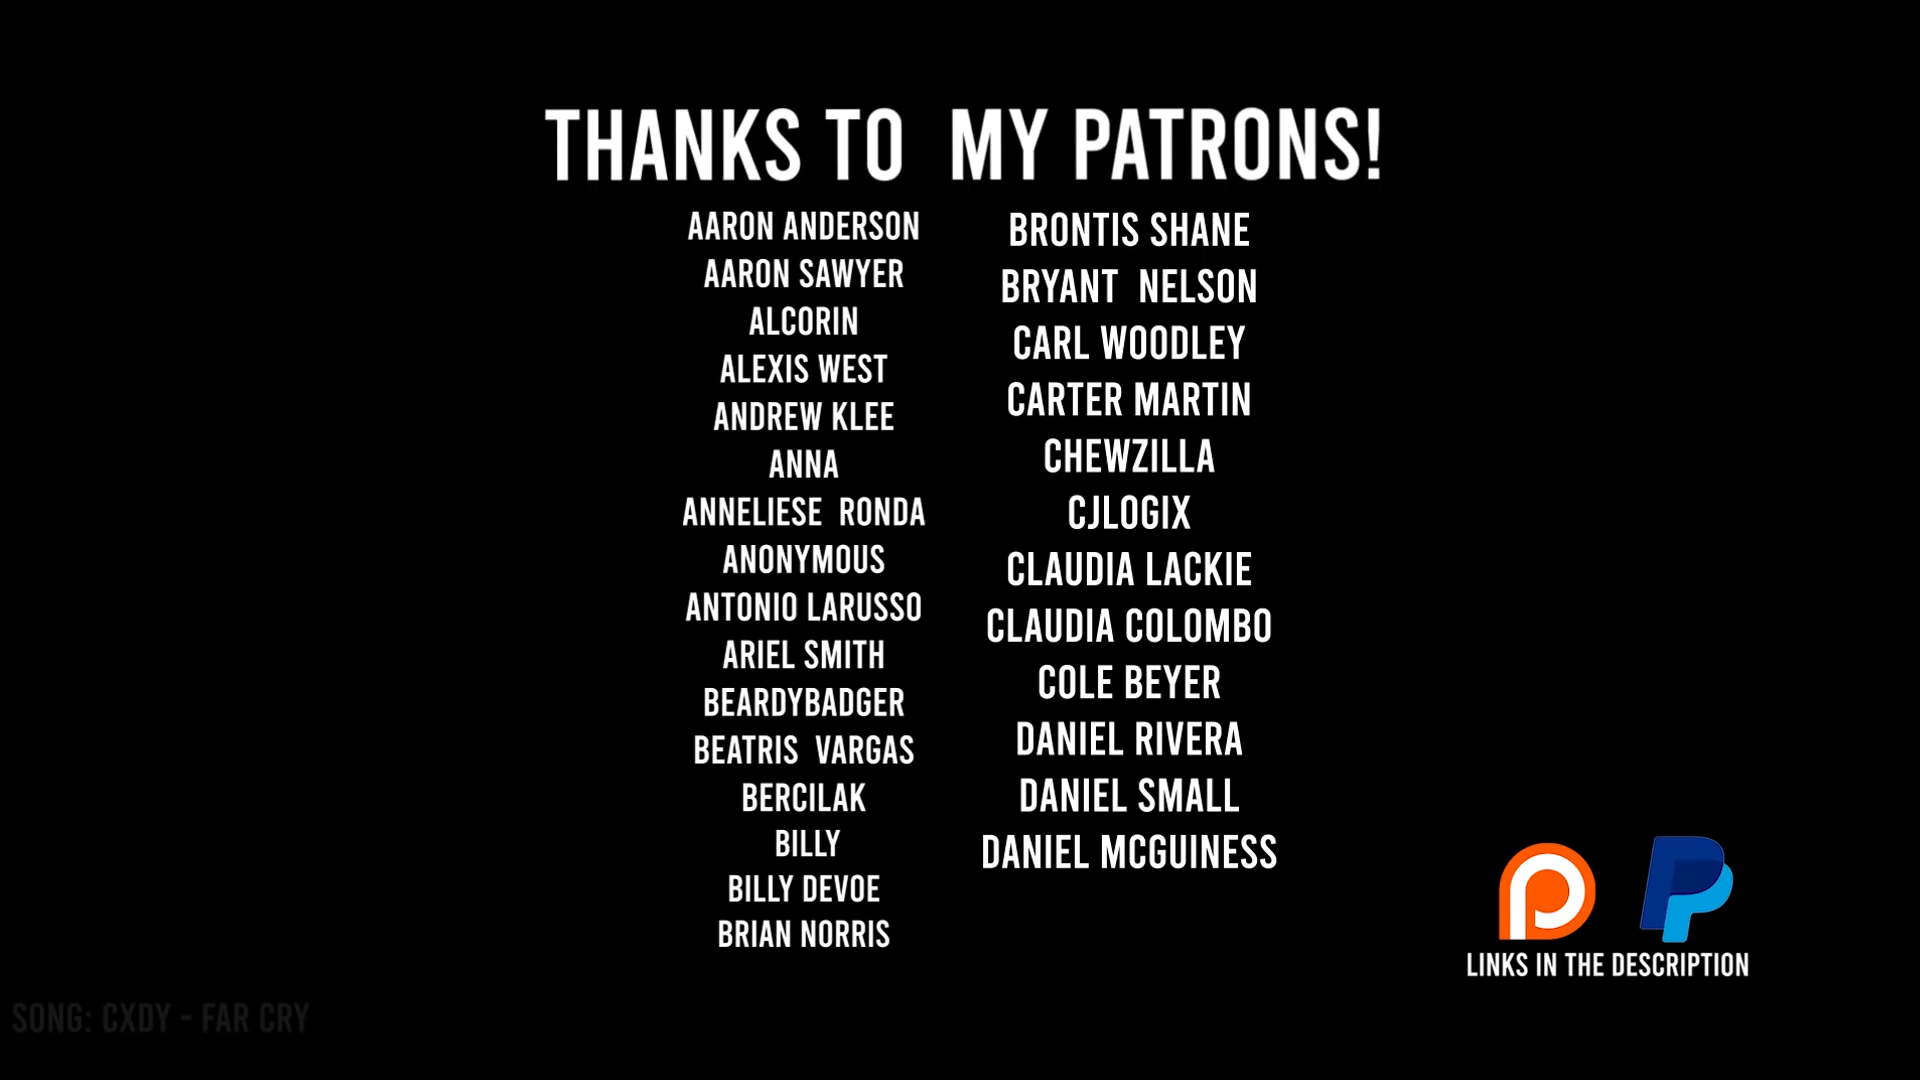 THANKS TO MY PATRONS!
AARON ANDERSON
AARON SAWYER
ALCORIN
ALEXIS WEST
ANDREW KLEE
ANNA
ANNELIESE RONDA
ANONYMOUS
ANTONIO LARUSSO
ARIEL SMITH
BEARDYBADGER
BEATRIS VARGAS
BERCILAK
BILLY
BILLY DEVOE
BRIAN NORRIS
BRONTIS SHANE
BRYANT NELSON
CARL WOODLEY
CARTER MARTIN
CHEWZILLA
CJLOGIX
CLAUDIA LACKIE
CLAUDIA COLOMBO
COLE BEYER
DANIEL RIVERA
DANIEL SMALL
DANIEL MCGUINESS
LINKS IN THE DESCRIPTION
SONG: CXDY - FAR CRY